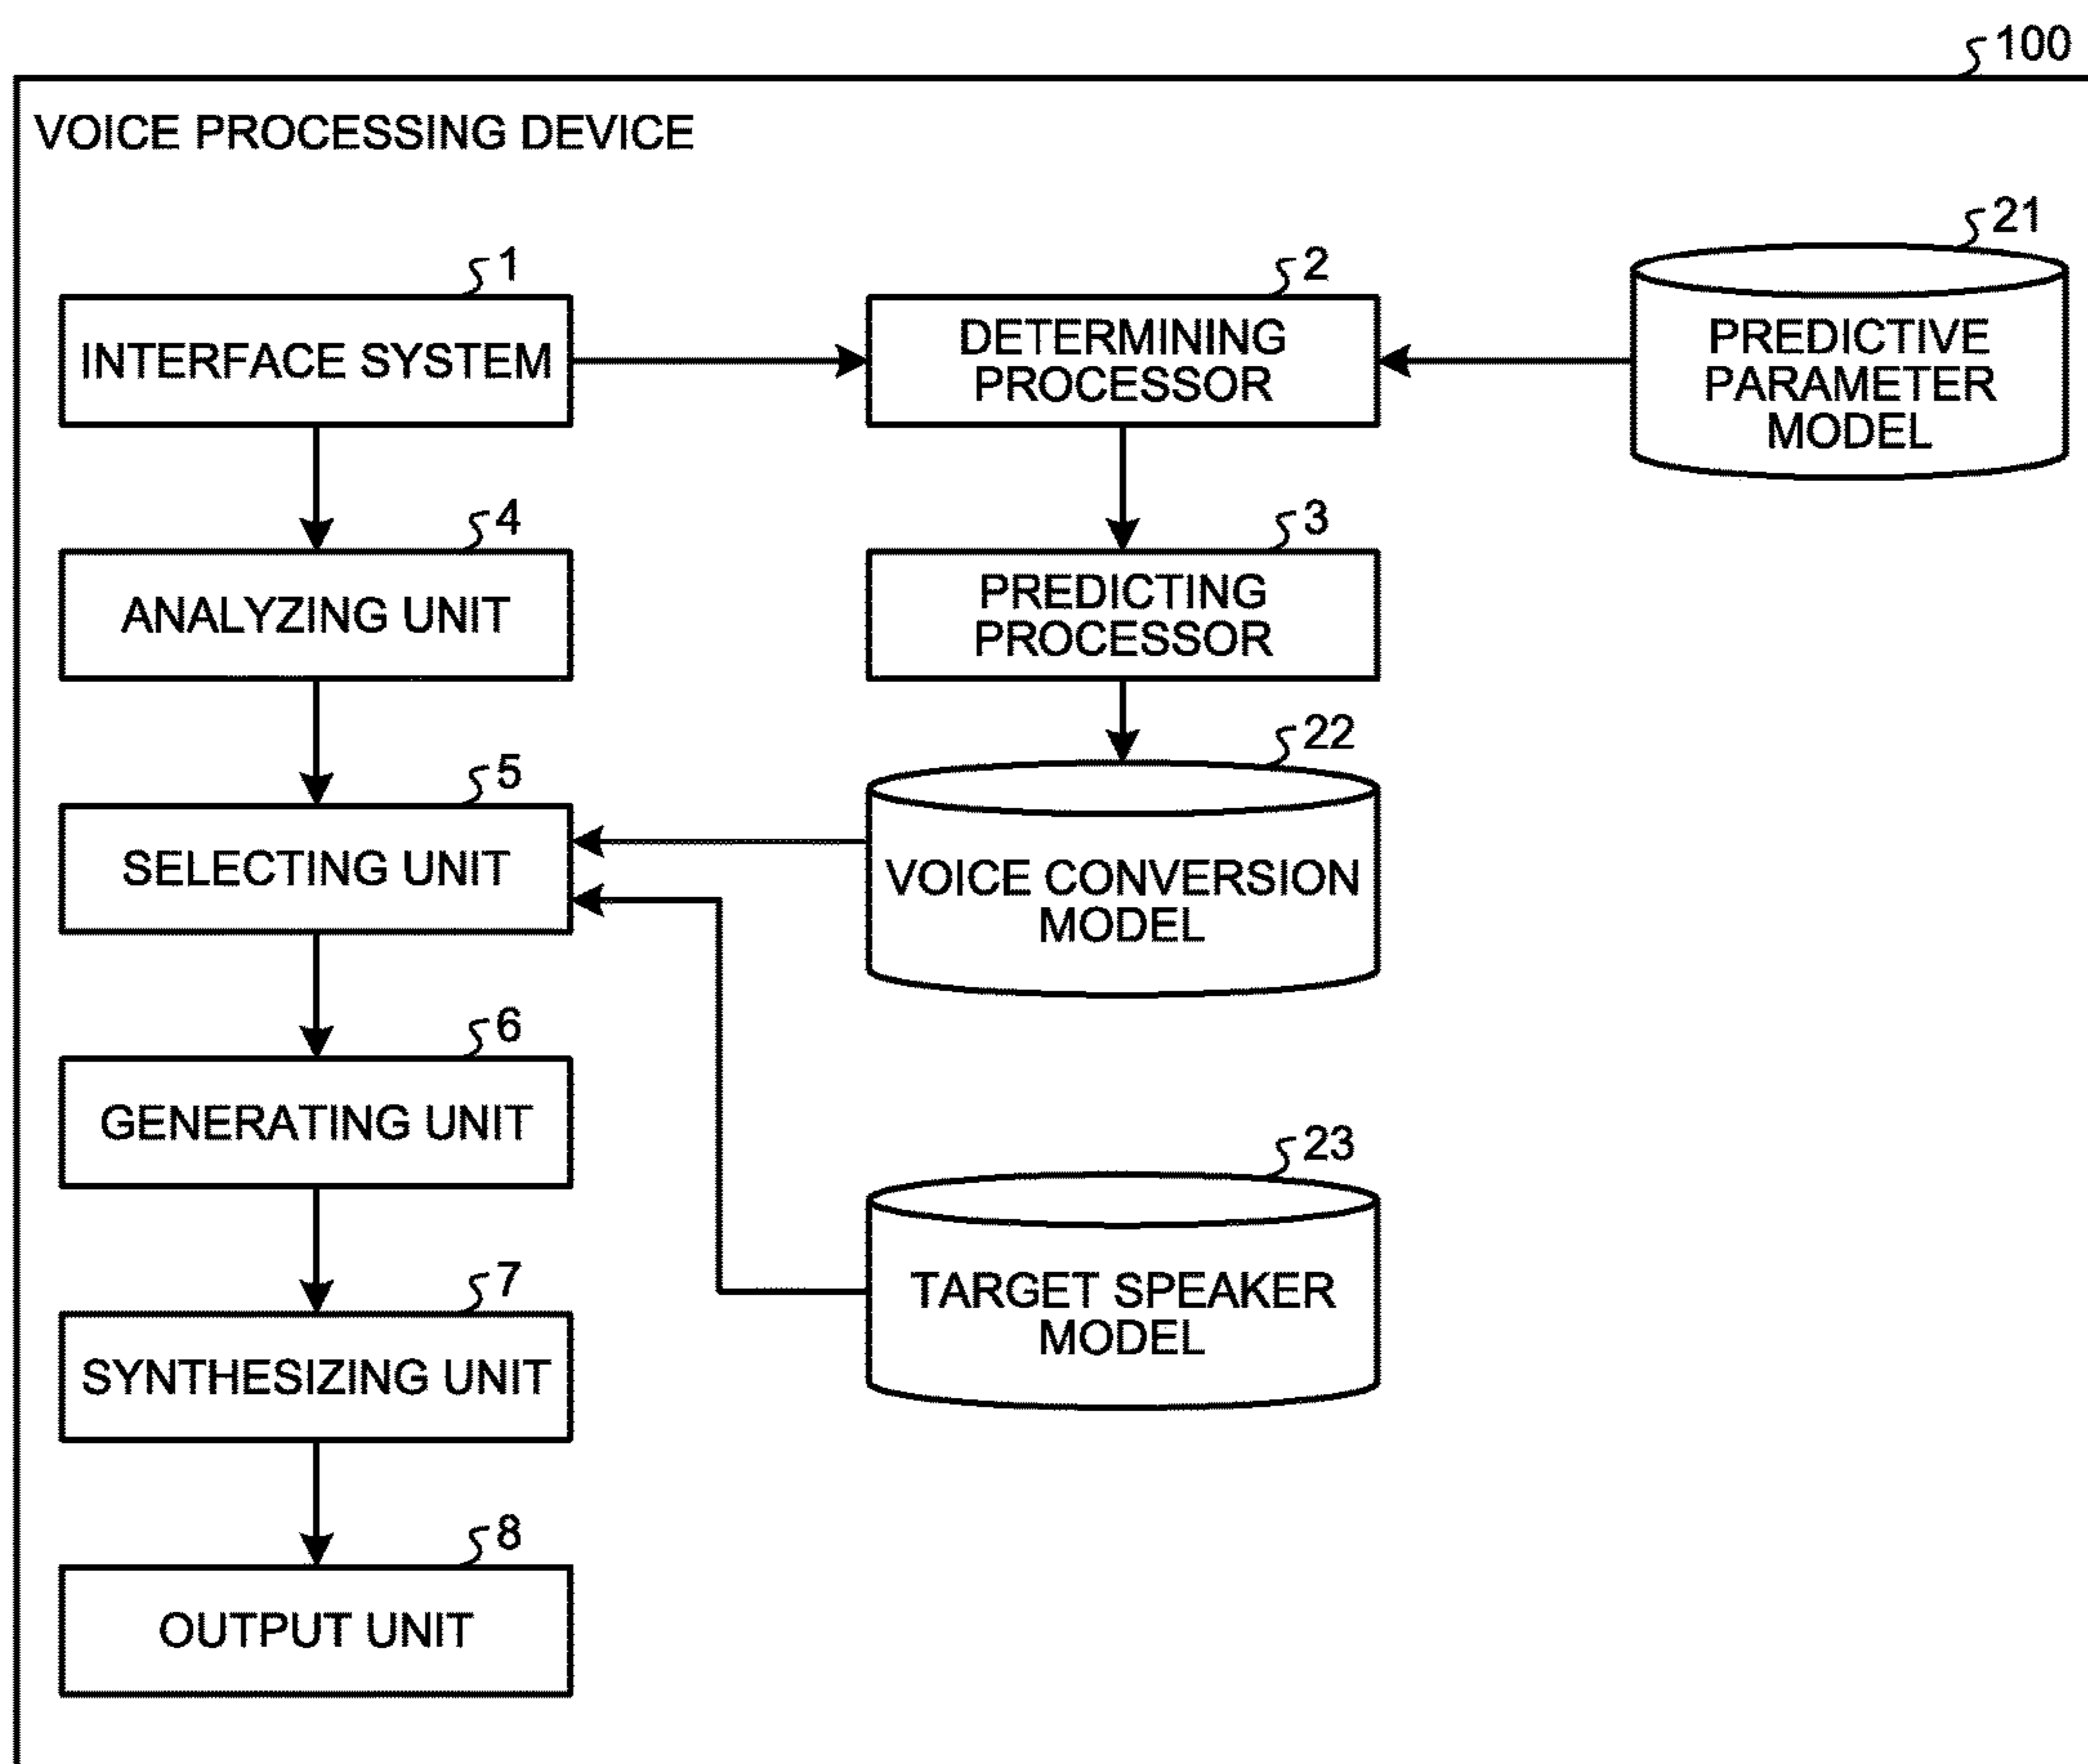 100
VOICE PROCESSING DEVICE
1
INTERFACE SYSTEM
2
DETERMINING
PROCESSOR
21
PREDICTIVE
PARAMETER
MODEL
4
ANALYZING UNIT
3
PREDICTING
PROCESSOR
5
SELECTING UNIT
22
VOICE CONVERSION
MODEL
6
GENERATING UNIT
23
TARGET SPEAKER
MODEL
7
SYNTHESIZING UNIT
8
OUTPUT UNIT